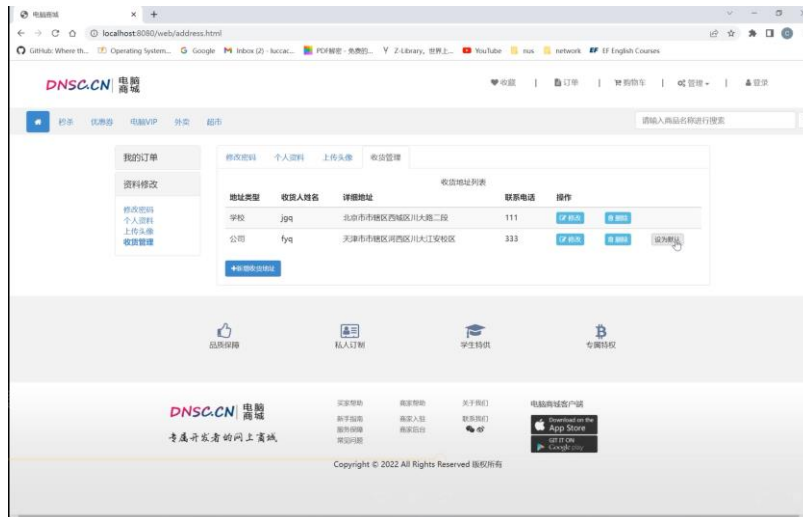 电脑商城
localhost:8080/web/address.html
GitHub: Where th... Operating System... Google Inbox (2) - luccac... PDF解密 - 免费的... Z-Library。世界上... YouTube nus network EF English Courses
DNSC.CN 电脑商城
收藏 | 订单 | 购物车 | 管理 | 登录
秒杀 优惠券 电脑VIP 外卖 超市
请输入商品名称进行搜索
我的订单
资料修改
修改密码
个人资料
上传头像
收货管理
修改密码 个人资料 上传头像 收货管理
收货地址列表
地址类型 收货人姓名 详细地址 联系电话 操作
学校 jgq 北京市市辖区西城区川大路二段 111 修改 删除
公司 fyq 天津市市辖区河西区川大江安校区 333 修改 删除 设为默认
+新增收货地址
品质保障 私人订制 学生特供 专属特权
DNSC.CN 电脑商城
专属开发者的网上商城
买家帮助
新手指南
服务保障
常见问题
商家帮助
商家入驻
商家后台
关于我们
联系我们
电脑商城客户端
Download on the
App Store
GET IT ON
Google play
Copyright © 2022 All Rights Reserved 版权所有